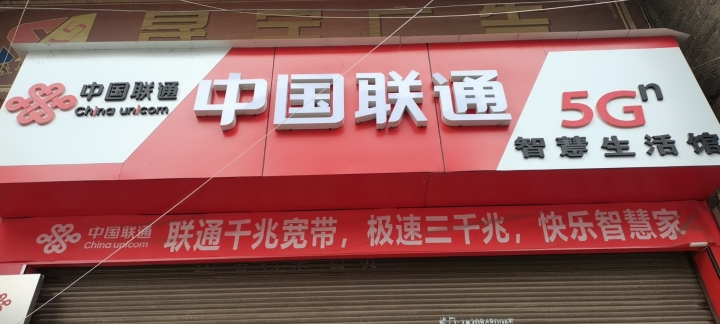 中国联通
China unicom
中国联通
5Gn
智慧生活馆
中国联通
China unicom
联通千兆宽带，极速三千兆，快乐智慧家